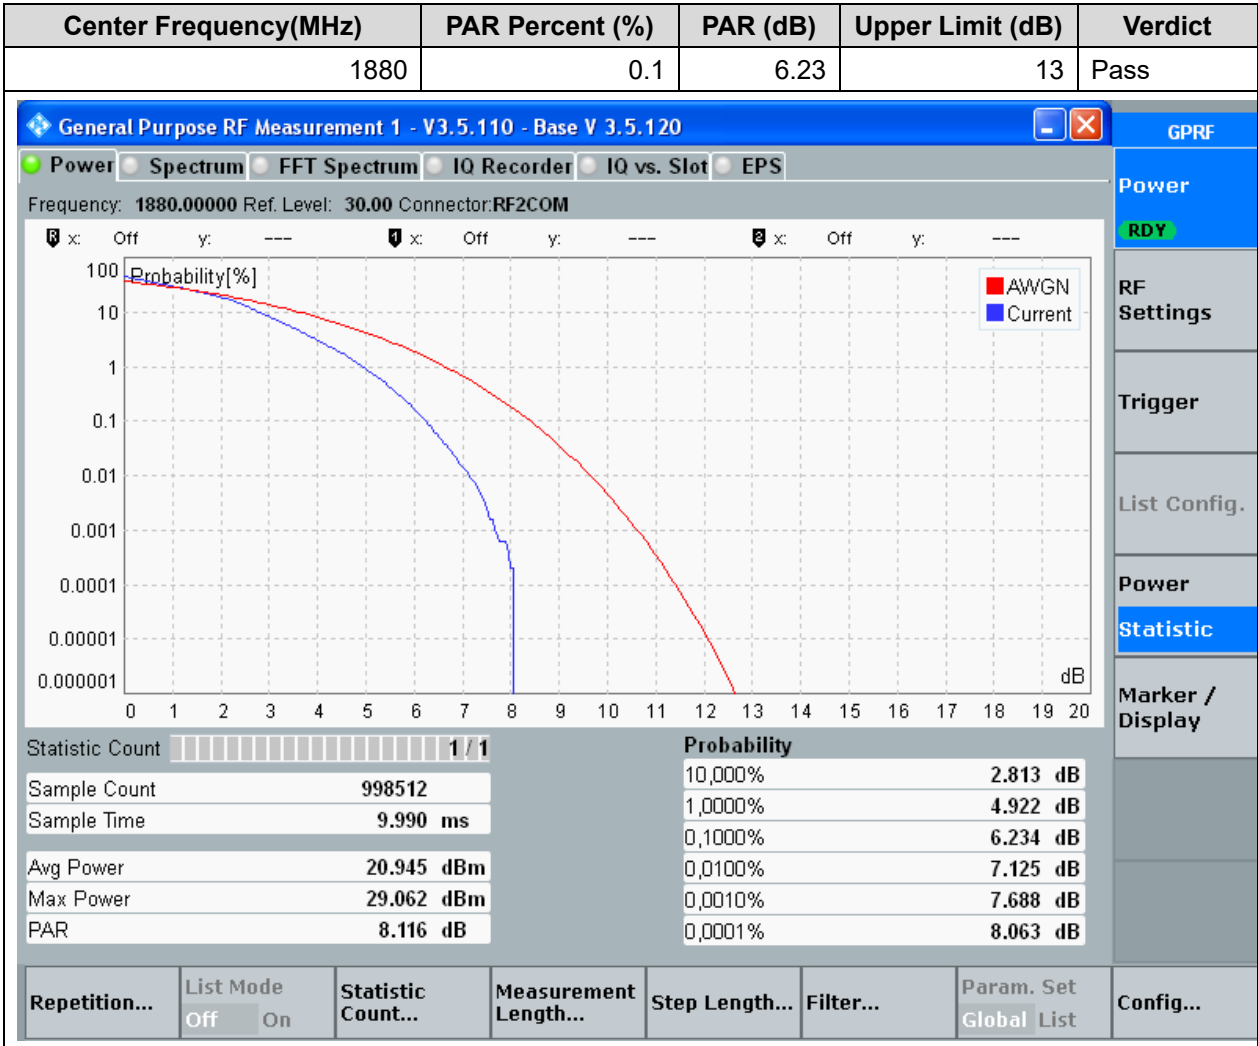 Center Frequency(MHz) PAR Percent (%) PAR (dB) Upper Limit (dB) Verdict
1880 0.1 6.23 13 Pass
General Purpose RF Measurement 1 - V3.5.110 - Base V 3.5.120
GPRF
Power Spectrum FFT Spectrum IQ Recorder IQ vs. Slot EPS
Power
RDY
Frequency: 1880.00000 Ref. Level: 30.00 Connector:RF2COM
R x: Off y: --- 1 x: Off y: --- 2 x: Off y: ---
Probability[%]
100
10
1
0.1
0.01
0.001
0.0001
0.00001
0.000001
AWGN
Current
dB
0 1 2 3 4 5 6 7 8 9 10 11 12 13 14 15 16 17 18 19 20
RF
Settings
Trigger
List Config.
Power
Statistic
Marker /
Display
Statistic Count 1 / 1
Sample Count 998512
Sample Time 9.990 ms
Avg Power 20.945 dBm
Max Power 29.062 dBm
PAR 8.116 dB
Probability
10,000% 2.813 dB
1,0000% 4.922 dB
0,1000% 6.234 dB
0,0100% 7.125 dB
0,0010% 7.688 dB
0,0001% 8.063 dB
Repetition...
List Mode
Off On
Statistic
Count...
Measurement
Length...
Step Length...
Filter...
Param. Set
Global List
Config...